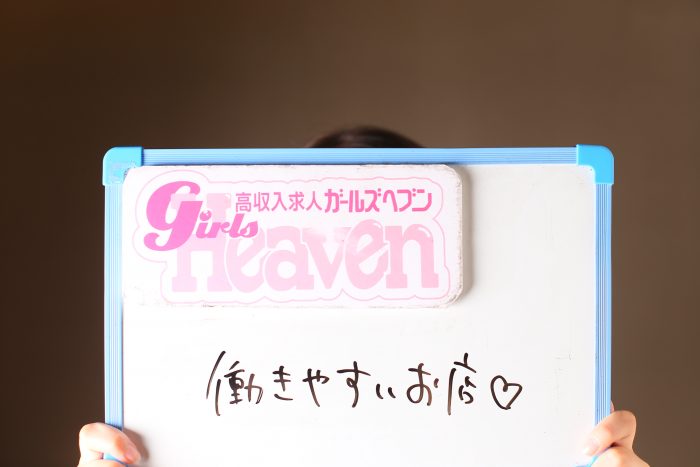 高収入求人ガールズヘブン
Girls
Heaven
働きやすいお店♡